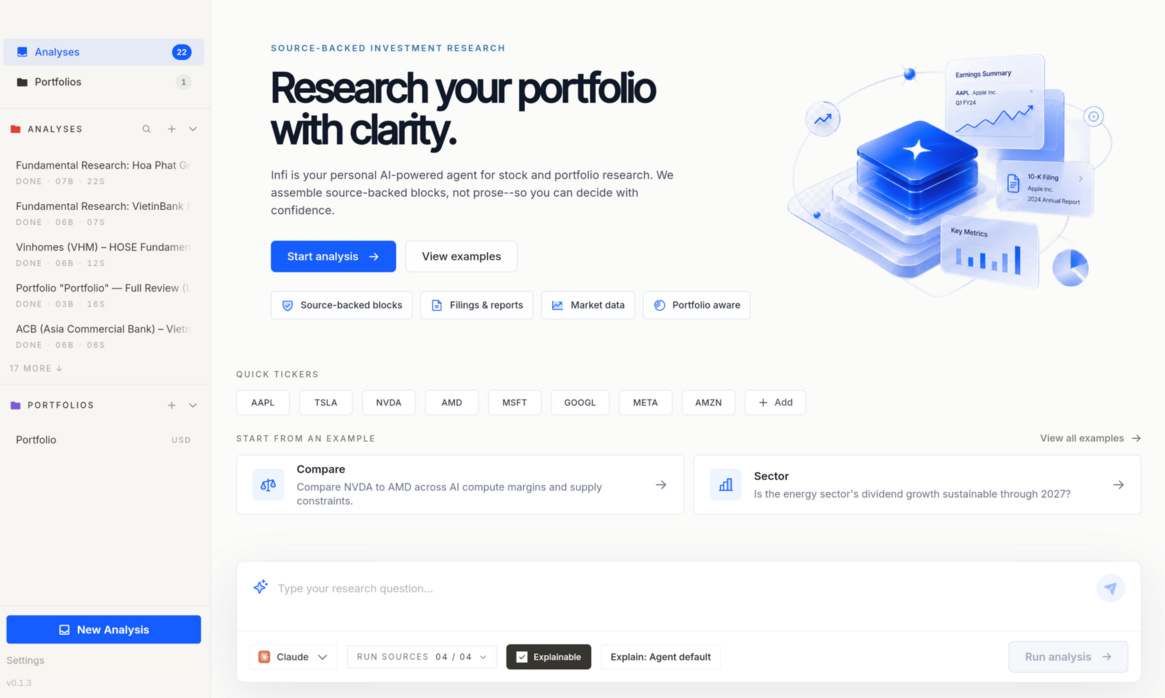 Analyses
22
Portfolios
1
ANALYSES
Fundamental Research: Hoa Phat
DONE · 07B · 22S
Fundamental Research: VietinBank
DONE · 06B · 07S
Vinhomes (VHM) – HOSE
DONE · 06B · 12S
Portfolio "Portfolio" — Full Review
DONE · 03B · 16S
ACB (Asia Commercial Bank) –
DONE · 06B · 06S
17 MORE ↓
PORTFOLIOS
Portfolio
USD
New Analysis
Settings
v0.1.3
SOURCE-BACKED INVESTMENT RESEARCH
Research your portfolio
with clarity.
Infi is your personal AI-powered agent for stock and portfolio research. We
assemble source-backed blocks, not prose--so you can decide with
confidence.
Start analysis →
View examples
Source-backed blocks
Filings & reports
Market data
Portfolio aware
Earnings Summary
AAPL Apple Inc.
Q1 FY24
10-K Filing
Apple Inc.
2024 Annual Report
Key Metrics
QUICK TICKERS
AAPL
TSLA
NVDA
AMD
MSFT
GOOGL
META
AMZN
+ Add
START FROM AN EXAMPLE
View all examples →
Compare
Compare NVDA to AMD across AI compute margins and supply
constraints.
Sector
Is the energy sector's dividend growth sustainable through 2027?
Type your research question...
Claude
RUN SOURCES 04 / 04
Explainable
Explain: Agent default
Run analysis →